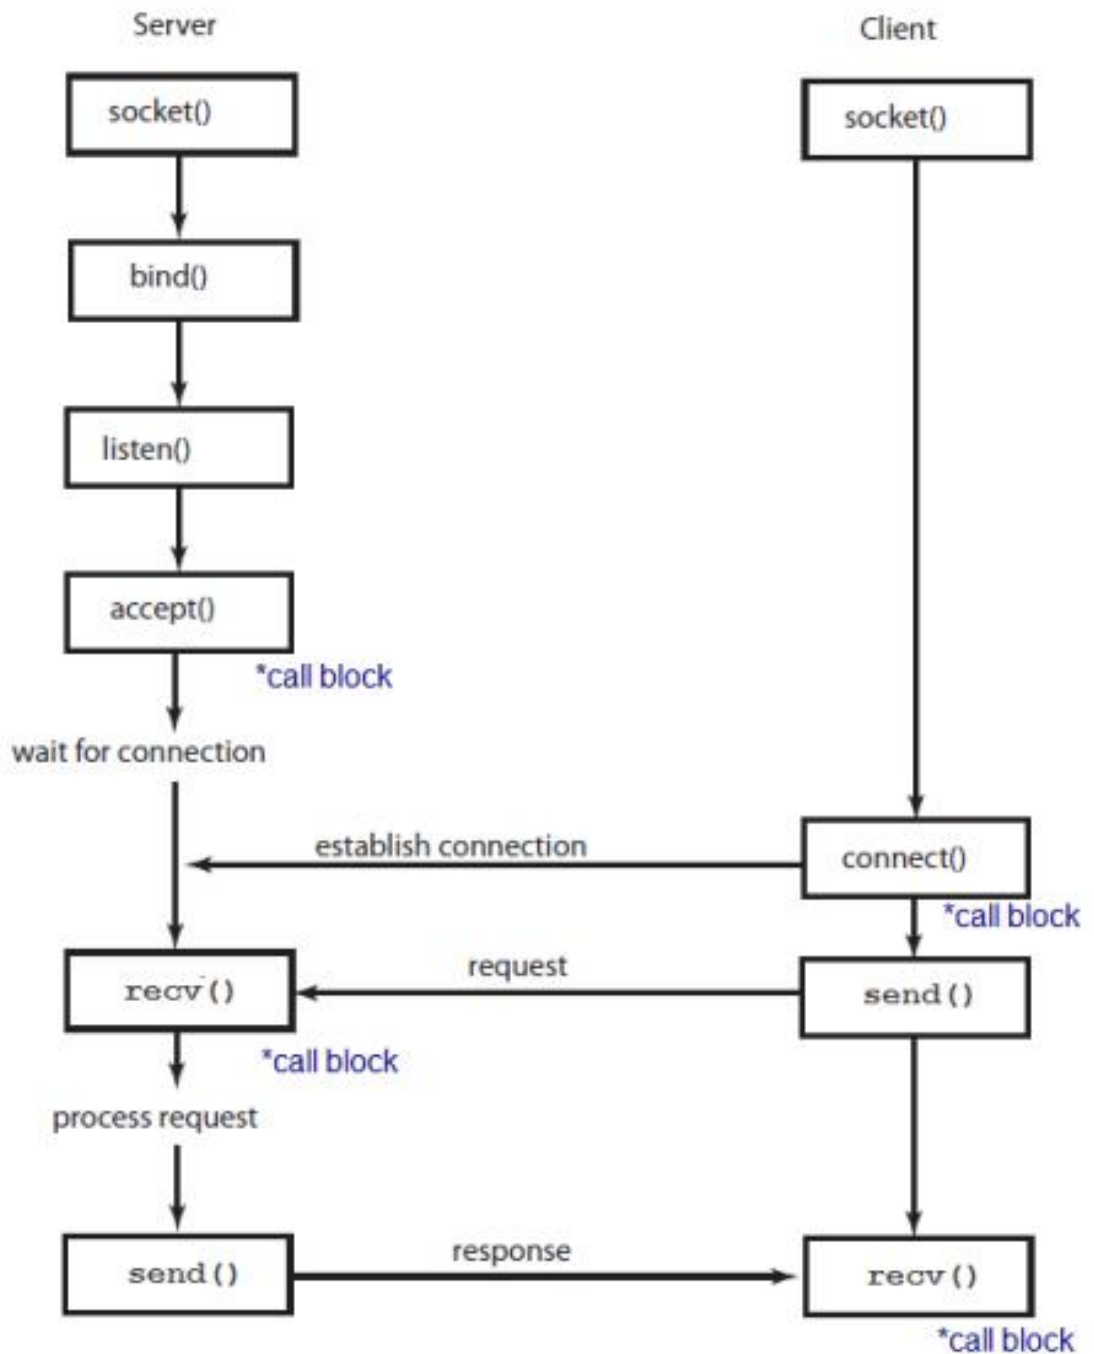 Server
Client
socket()
socket()
bind()
listen()
accept()
*call block
wait for connection
establish connection
connect()
*call block
request
recv()
send()
*call block
process request
response
send()
recv()
*call block